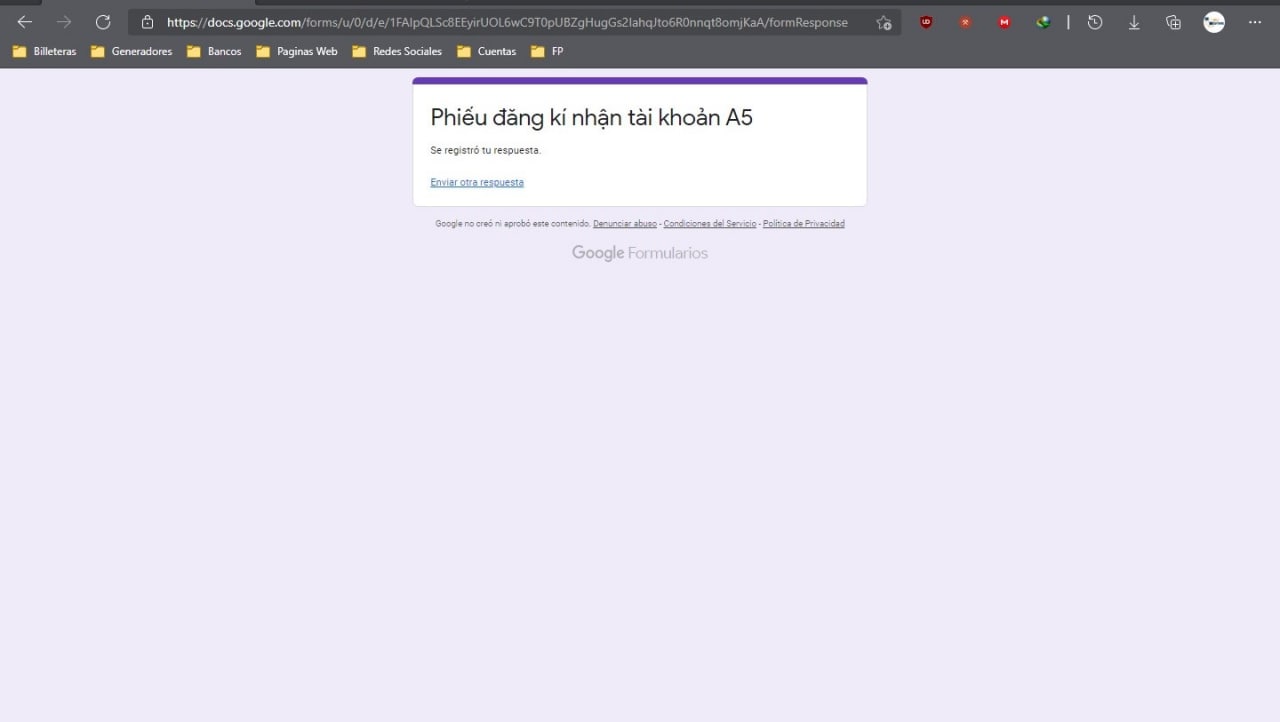 https://docs.google.com/forms/u/0/d/e/1FAIpQLSc8EEyirUOL6wC9T0pUBZgHugGs2IahqJto6R0nnqt8omjKaA/formResponse
Billeteras Generadores Bancos Paginas Web Redes Sociales Cuentas FP
Phiếu đăng kí nhận tài khoản A5
Se registró tu respuesta.
Enviar otra respuesta
Google no creó ni aprobó este contenido. Denunciar abuso - Condiciones del Servicio - Política de Privacidad
Google Formularios